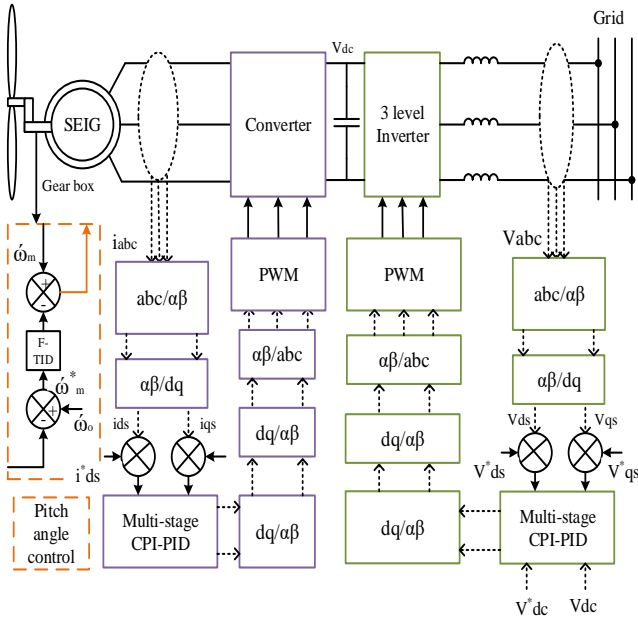 Grid
Vdc
SEIG
Converter
3 level
Inverter
Gear box
iabc
Vabc
ώm
+
-
F-
TID
ώ*m
+
-
ώo
i*ds
abc/αβ
αβ/dq
ids
iqs
Multi-stage
CPI-PID
PWM
αβ/abc
dq/αβ
dq/αβ
PWM
αβ/abc
dq/αβ
dq/αβ
abc/αβ
αβ/dq
Vds
Vqs
V*ds
V*qs
Multi-stage
CPI-PID
V*dc
Vdc
Pitch
angle
control